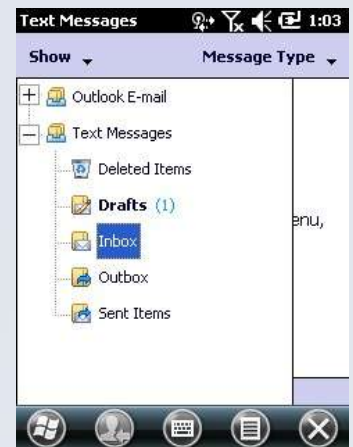 Text Messages 1:03
Show Message Type
Outlook E-mail
Text Messages
Deleted Items
Drafts (1)
enu,
Inbox
Outbox
Sent Items